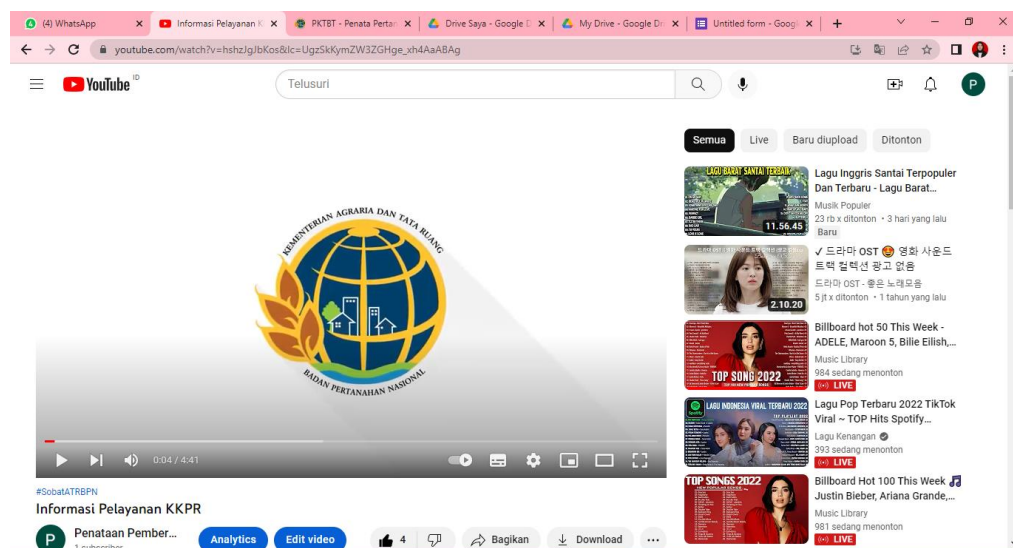 (4) WhatsApp
Informasi Pelayanan K
PKTBT - Penata Pertan
Drive Saya - Google D
My Drive - Google Dri
Untitled form - Googl
youtube.com/watch?v=hshzJgJbKos&lc=UgzSkKymZW3ZGHge_xh4AaABAg
YouTube ID
Telusuri
P
Semua Live Baru diupload Ditonton
KEMENTERIAN AGRARIA DAN TATA RUANG
BADAN PERTANAHAN NASIONAL
0:04 / 4:41
#SobatATRBPN
Informasi Pelayanan KKPR
P
Penataan Pember...
1 subscriber
Analytics
Edit video
4
Bagikan
Download
LAGU BARAT SANTAI TERBAIK
11.56.45
Lagu Inggris Santai Terpopuler
Dan Terbaru - Lagu Barat...
Musik Populer
23 rb x ditonton • 3 hari yang lalu
Baru
2.10.20
✓ 드라마 OST 🥰 영화 사운드
트랙 컬렉션 광고 없음
드라마 OST - 좋은 노래모음
5 jt x ditonton • 1 tahun yang lalu
TOP SONG 2022
Billboard hot 50 This Week -
ADELE, Maroon 5, Bilie Eilish,...
Music Library
984 sedang menonton
LIVE
LAGU INDONESIA VIRAL TERBARU 2022
Spotify
Lagu Pop Terbaru 2022 TikTok
Viral ~ TOP Hits Spotify...
Lagu Kenangan
393 sedang menonton
LIVE
TOP SONGS 2022
Billboard Hot 100 This Week 🎵
Justin Bieber, Ariana Grande,...
Music Library
981 sedang menonton
LIVE